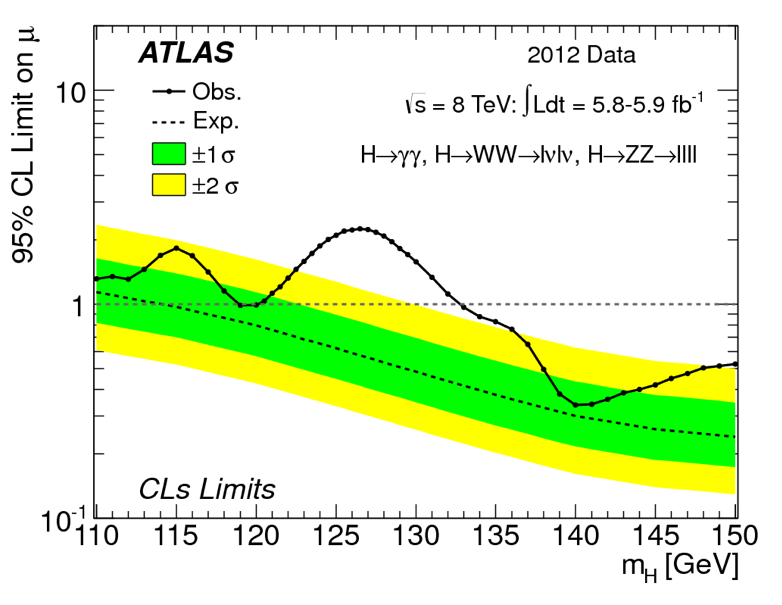 95% CL Limit on μ
ATLAS
2012 Data
Obs.
√s = 8 TeV: ∫Ldt = 5.8-5.9 fb⁻¹
Exp.
±1 σ
H→γγ, H→WW→lνlν, H→ZZ→llll
±2 σ
10
1
10⁻¹
CLs Limits
110 115 120 125 130 135 140 145 150
m_H [GeV]